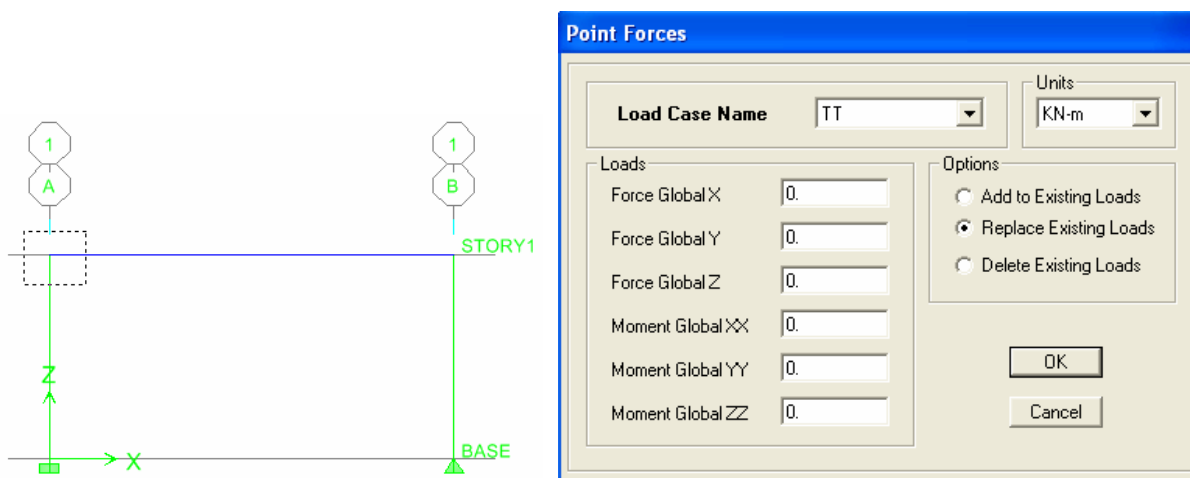 1
1
A
B
STORY1
Z
X
BASE
Point Forces
Units
Load Case Name
TT
KN-m
Loads
Options
Force Global X
0.
Add to Existing Loads
Force Global Y
0.
Replace Existing Loads
Force Global Z
0.
Delete Existing Loads
Moment Global XX
0.
Moment Global YY
0.
OK
Moment Global ZZ
0.
Cancel